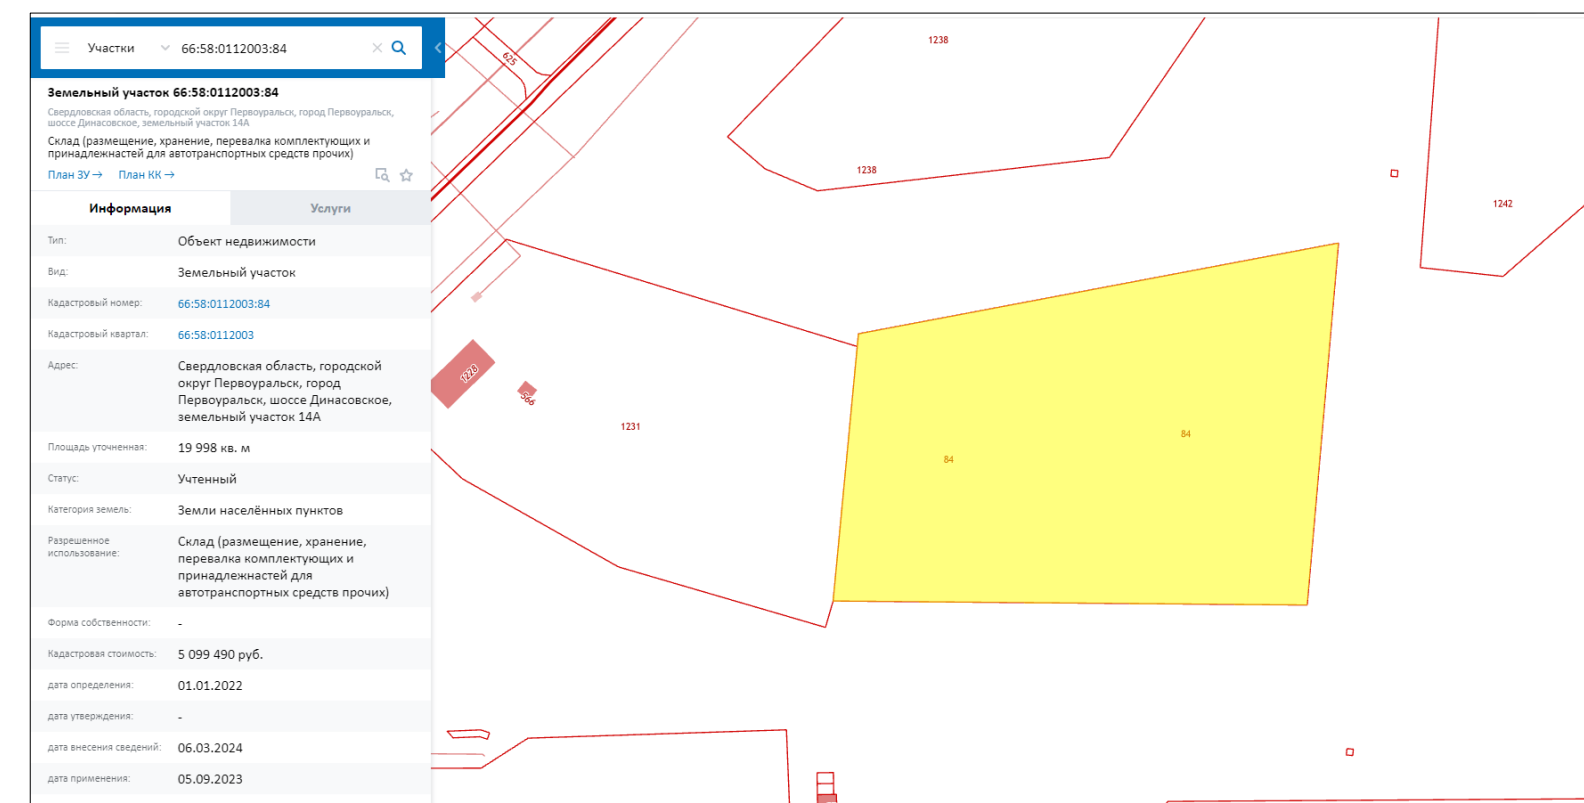 Участки 66:58:0112003:84
Земельный участок 66:58:0112003:84
Свердловская область, городской округ Первоуральск, город Первоуральск,
шоссе Динасовское, земельный участок 14А
Склад (размещение, хранение, перевалка комплектующих и
принадлежностей для автотранспортных средств прочих)
План ЗУ → План КК →
Информация Услуги
Тип: Объект недвижимости
Вид: Земельный участок
Кадастровый номер: 66:58:0112003:84
Кадастровый квартал: 66:58:0112003
Адрес: Свердловская область, городской
округ Первоуральск, город
Первоуральск, шоссе Динасовское,
земельный участок 14А
Площадь уточненная: 19 998 кв. м
Статус: Учтенный
Категория земель: Земли населённых пунктов
Разрешенное
использование:
Склад (размещение, хранение,
перевалка комплектующих и
принадлежностей для
автотранспортных средств прочих)
Форма собственности: -
Кадастровая стоимость: 5 099 490 руб.
дата определения: 01.01.2022
дата утверждения: -
дата внесения сведений: 06.03.2024
дата применения: 05.09.2023
625
1238
1238
1242
1228
566
1231
84
84